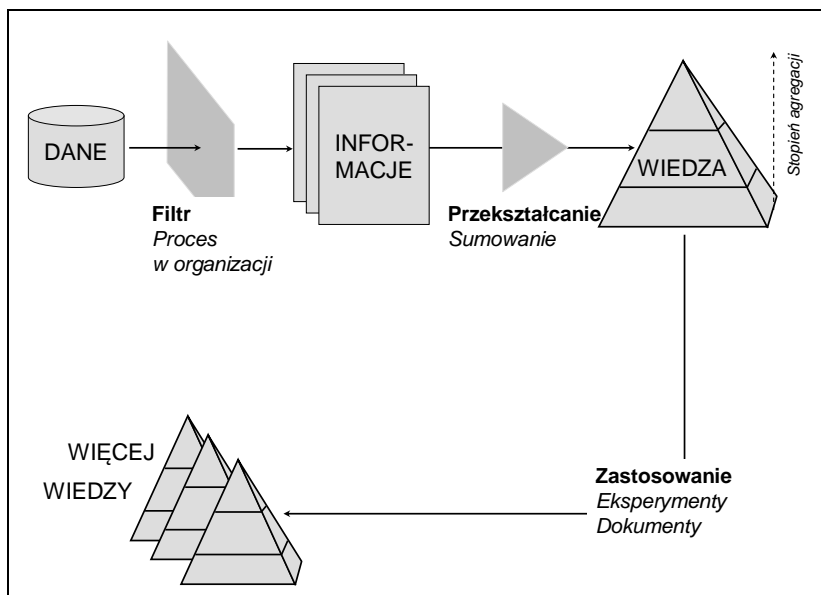 DANE
Filtr
Proces
w organizacji
INFOR-
MACJE
Przekształcanie
Sumowanie
WIEDZA
Stopień agregacji
Zastosowanie
Eksperymenty
Dokumenty
WIĘCEJ
WIEDZY